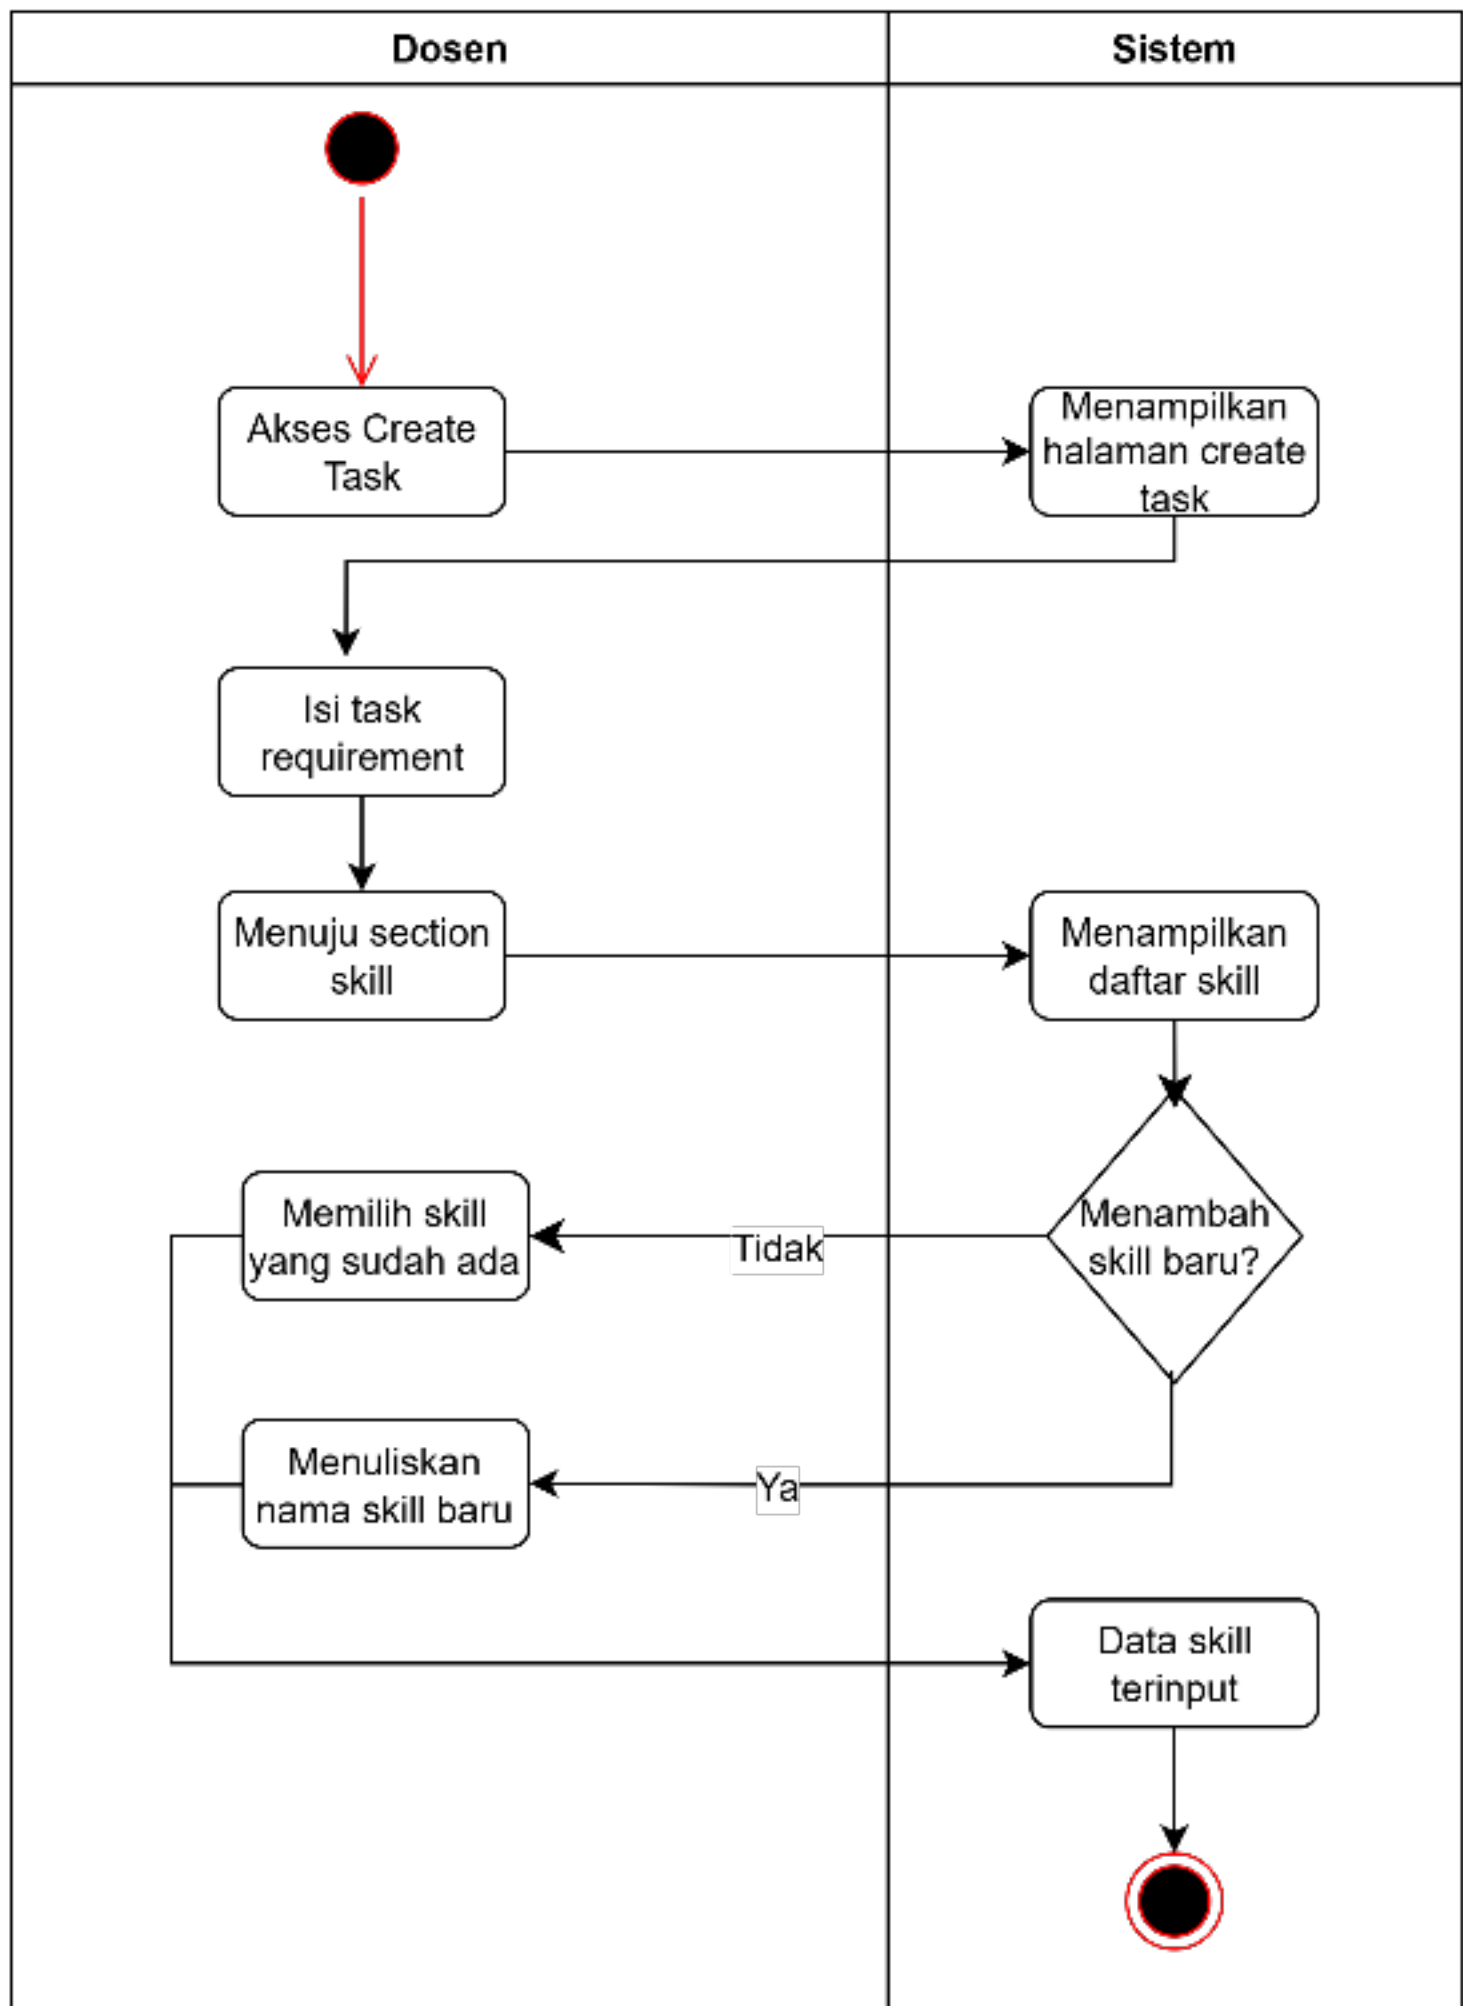 Dosen
Sistem
Akses Create
Task
Menampilkan
halaman create
task
Isi task
requirement
Menuju section
skill
Menampilkan
daftar skill
Memilih skill
yang sudah ada
Tidak
Menambah
skill baru?
Menuliskan
nama skill baru
Ya
Data skill
terinput